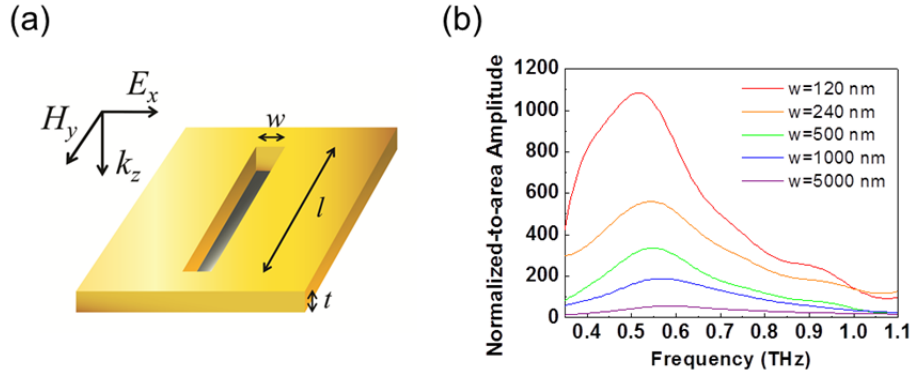 (a)
E_x
H_y
k_z
w
l
t
(b)
Normalized-to-area Amplitude
1200
1000
800
600
400
200
0
w=120 nm
w=240 nm
w=500 nm
w=1000 nm
w=5000 nm
0.4 0.5 0.6 0.7 0.8 0.9 1.0 1.1
Frequency (THz)